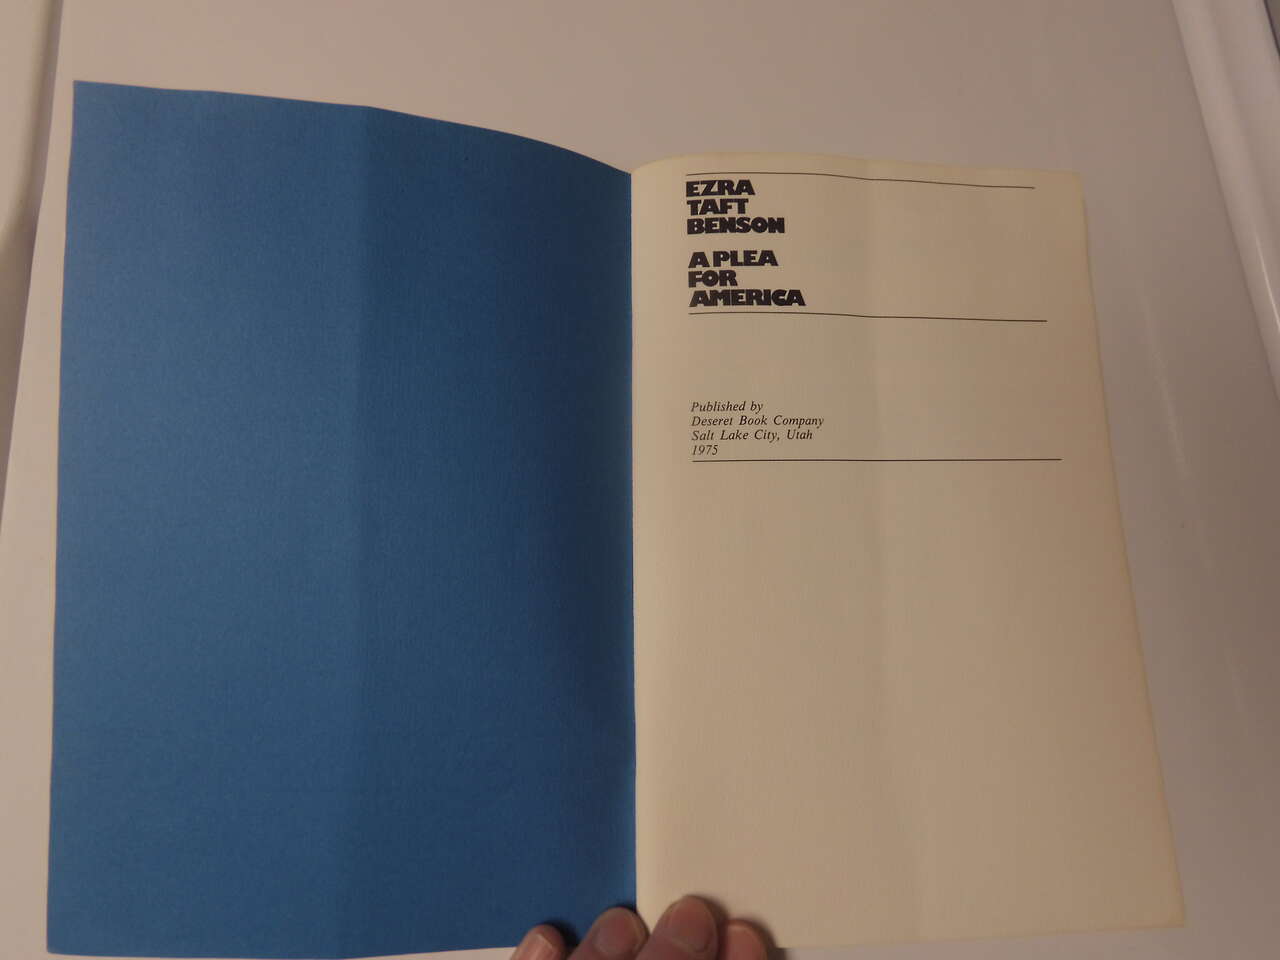 EZRA
TAFT
BENSON
A PLEA
FOR
AMERICA
Published by
Deseret Book Company
Salt Lake City, Utah
1975